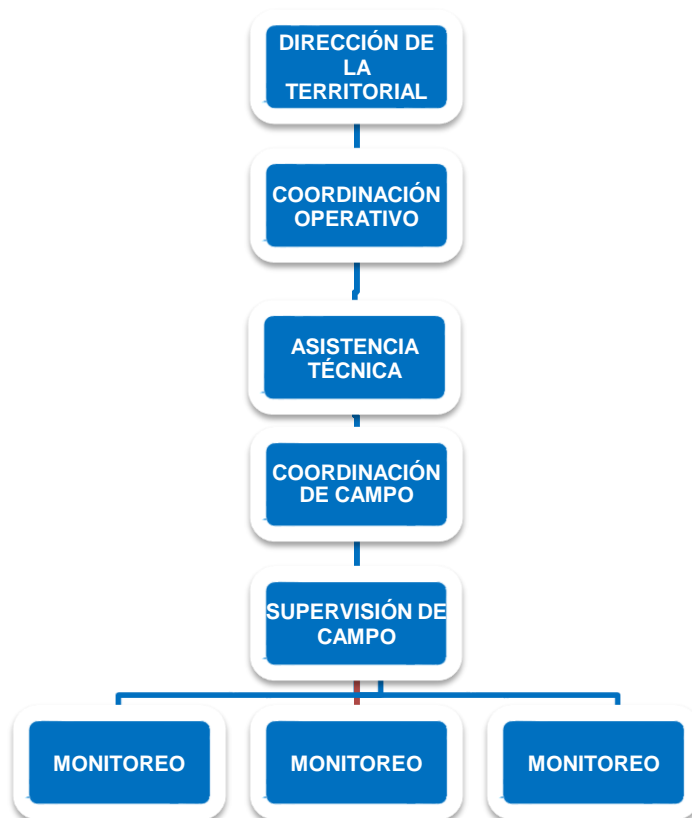 DIRECCIÓN DE
LA
TERRITORIAL
COORDINACIÓN
OPERATIVO
ASISTENCIA
TÉCNICA
COORDINACIÓN
DE CAMPO
SUPERVISIÓN DE
CAMPO
MONITOREO
MONITOREO
MONITOREO